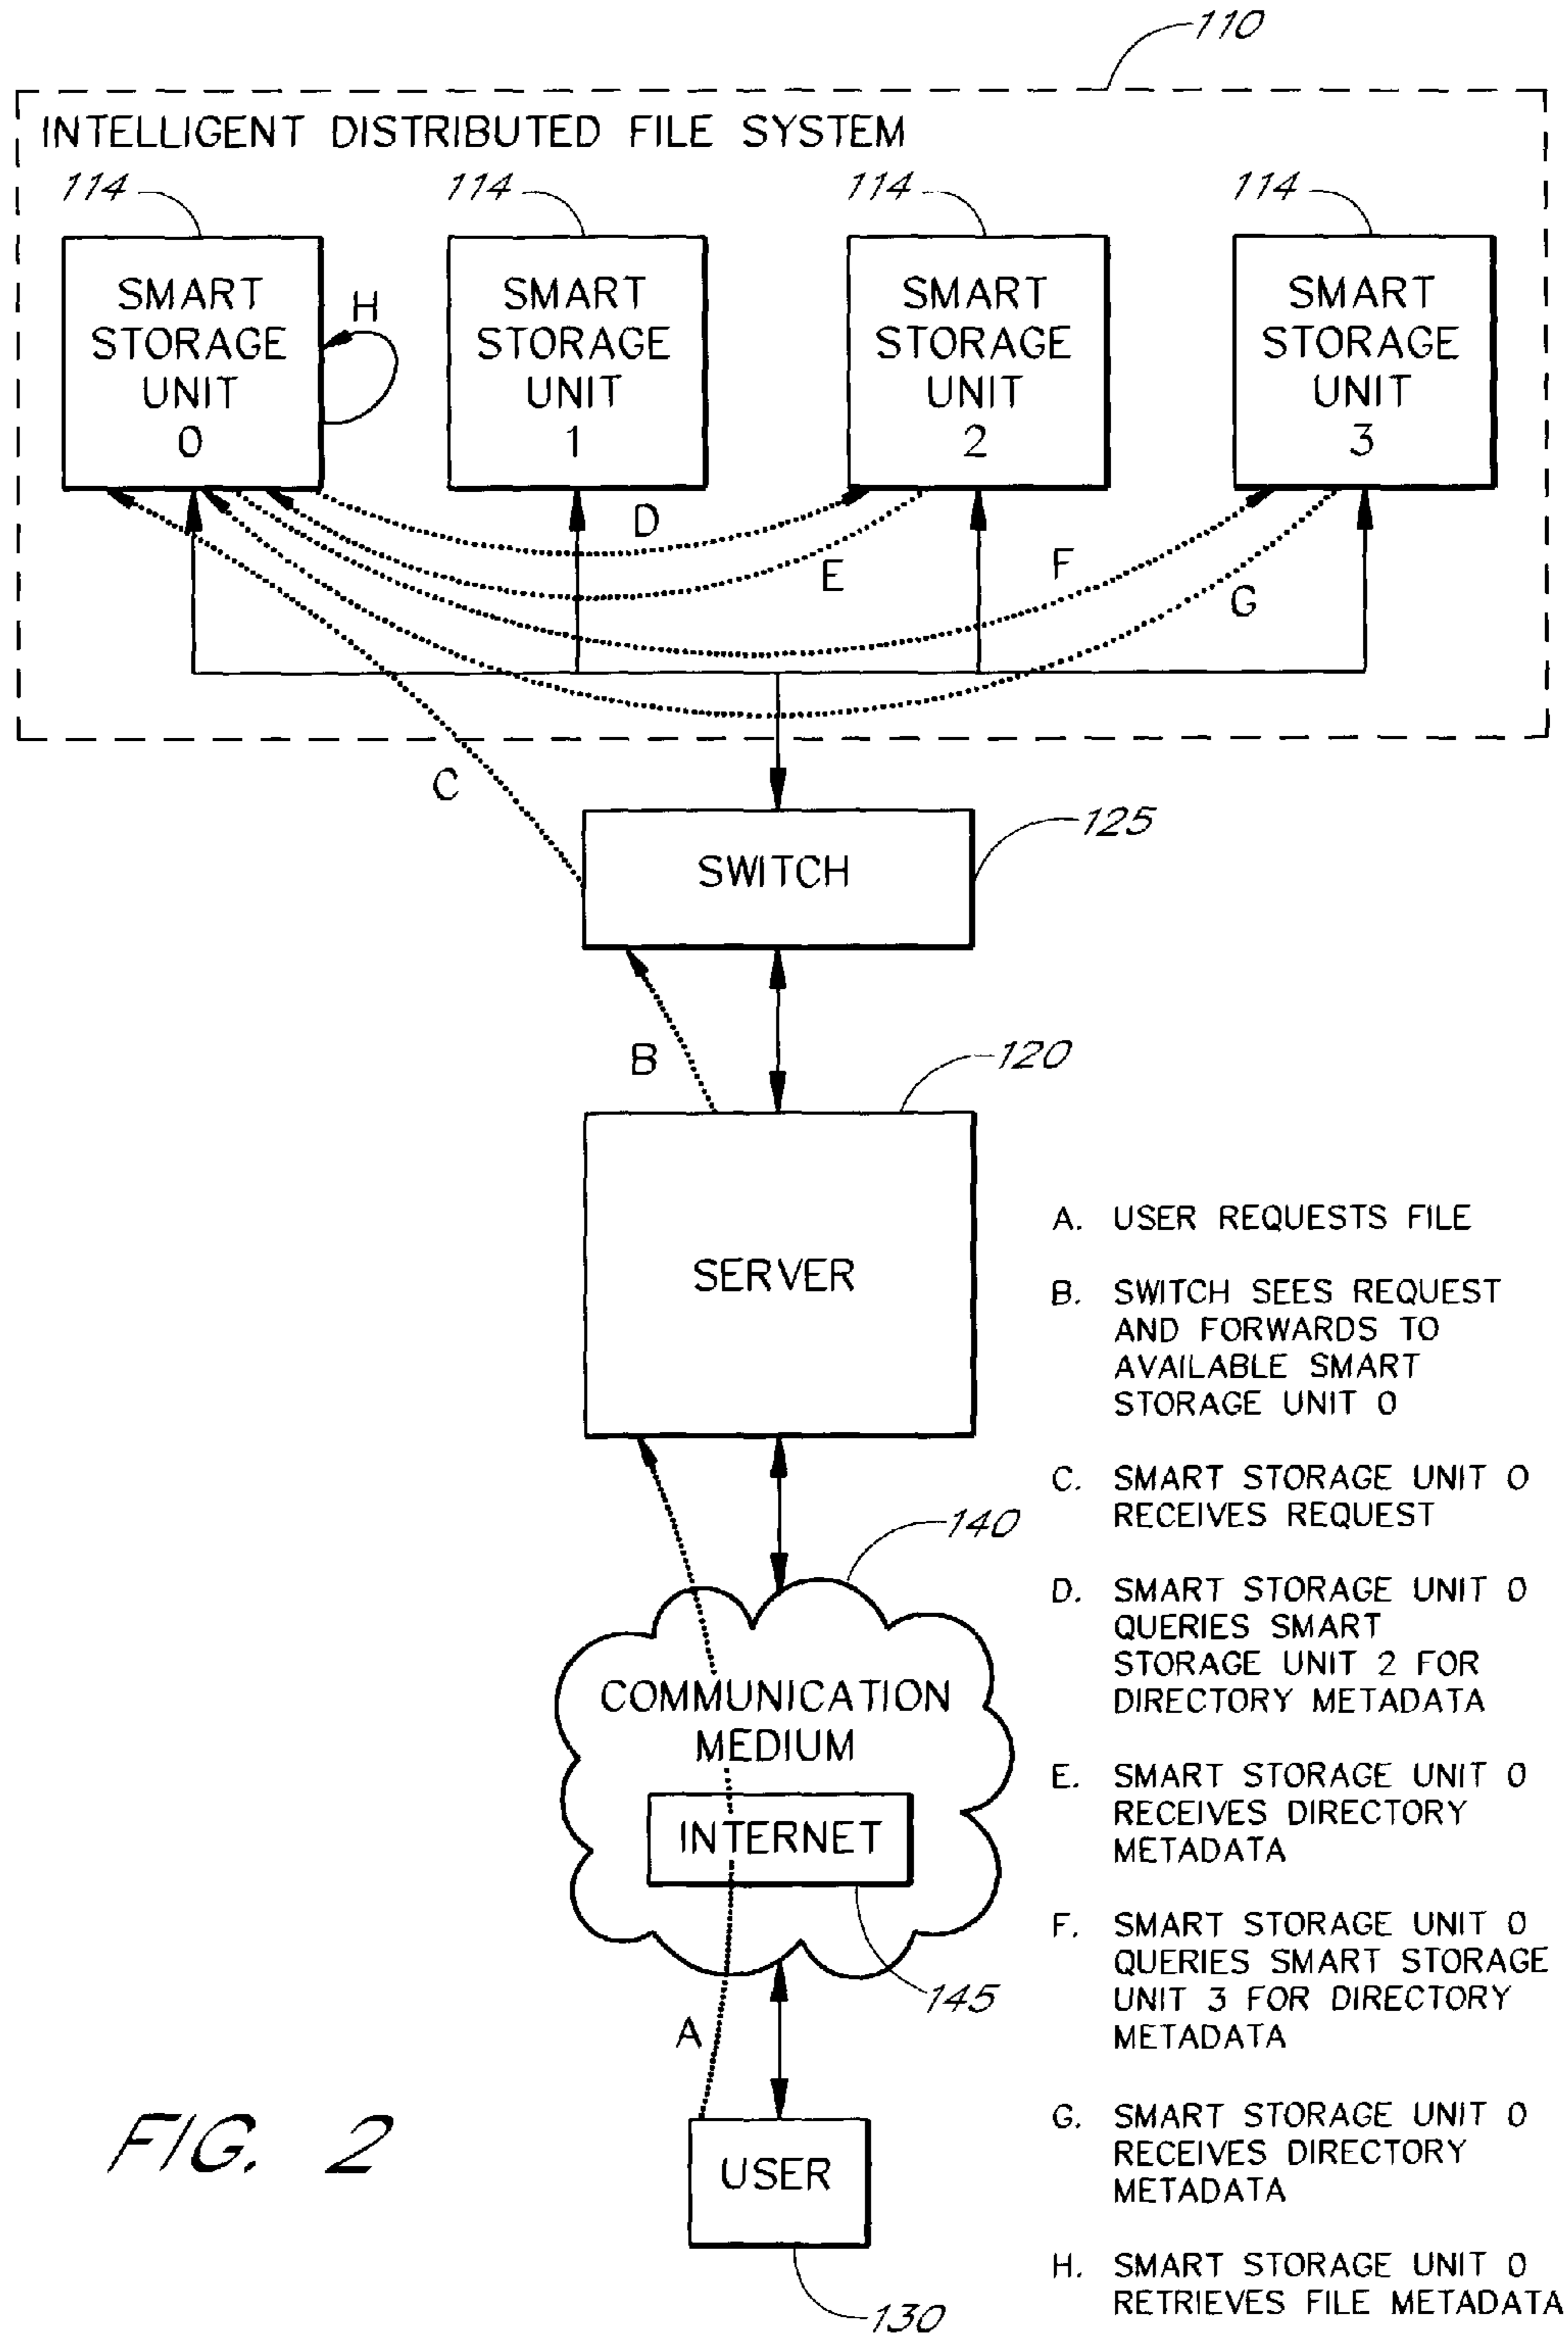 110
INTELLIGENT DISTRIBUTED FILE SYSTEM
114
114
114
114
SMART
STORAGE
UNIT
0
H
SMART
STORAGE
UNIT
1
SMART
STORAGE
UNIT
2
SMART
STORAGE
UNIT
3
D
E
F
G
C
SWITCH
125
B
120
SERVER
140
COMMUNICATION
MEDIUM
INTERNET
145
A
USER
130
A. USER REQUESTS FILE
B. SWITCH SEES REQUEST
AND FORWARDS TO
AVAILABLE SMART
STORAGE UNIT 0
C. SMART STORAGE UNIT 0
RECEIVES REQUEST
D. SMART STORAGE UNIT 0
QUERIES SMART
STORAGE UNIT 2 FOR
DIRECTORY METADATA
E. SMART STORAGE UNIT 0
RECEIVES DIRECTORY
METADATA
F. SMART STORAGE UNIT 0
QUERIES SMART STORAGE
UNIT 3 FOR DIRECTORY
METADATA
G. SMART STORAGE UNIT 0
RECEIVES DIRECTORY
METADATA
H. SMART STORAGE UNIT 0
RETRIEVES FILE METADATA
FIG. 2